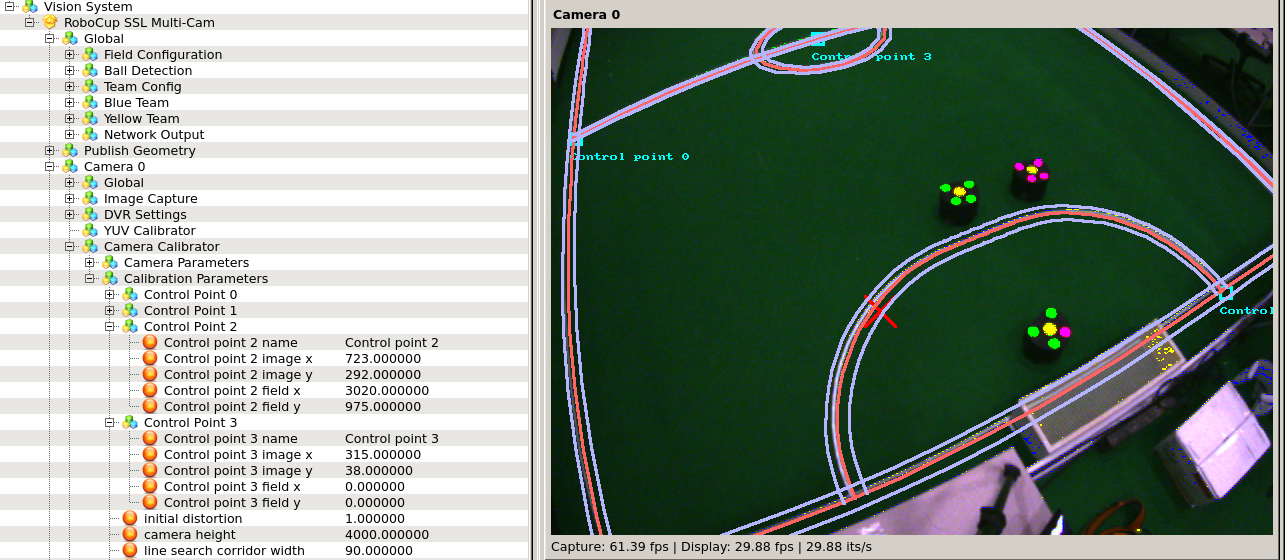 Vision System
RoboCup SSL Multi-Cam
Global
Field Configuration
Ball Detection
Team Config
Blue Team
Yellow Team
Network Output
Publish Geometry
Camera 0
Global
Image Capture
DVR Settings
YUV Calibrator
Camera Calibrator
Camera Parameters
Calibration Parameters
Control Point 0
Control Point 1
Control Point 2
Control point 2 name Control point 2
Control point 2 image x 723.000000
Control point 2 image y 292.000000
Control point 2 field x 3020.000000
Control point 2 field y 975.000000
Control Point 3
Control point 3 name Control point 3
Control point 3 image x 315.000000
Control point 3 image y 38.000000
Control point 3 field x 0.000000
Control point 3 field y 0.000000
initial distortion 1.000000
camera height 4000.000000
line search corridor width 90.000000
Camera 0
Control point 3
Control point 0
Control
Capture: 61.39 fps | Display: 29.88 fps | 29.88 its/s